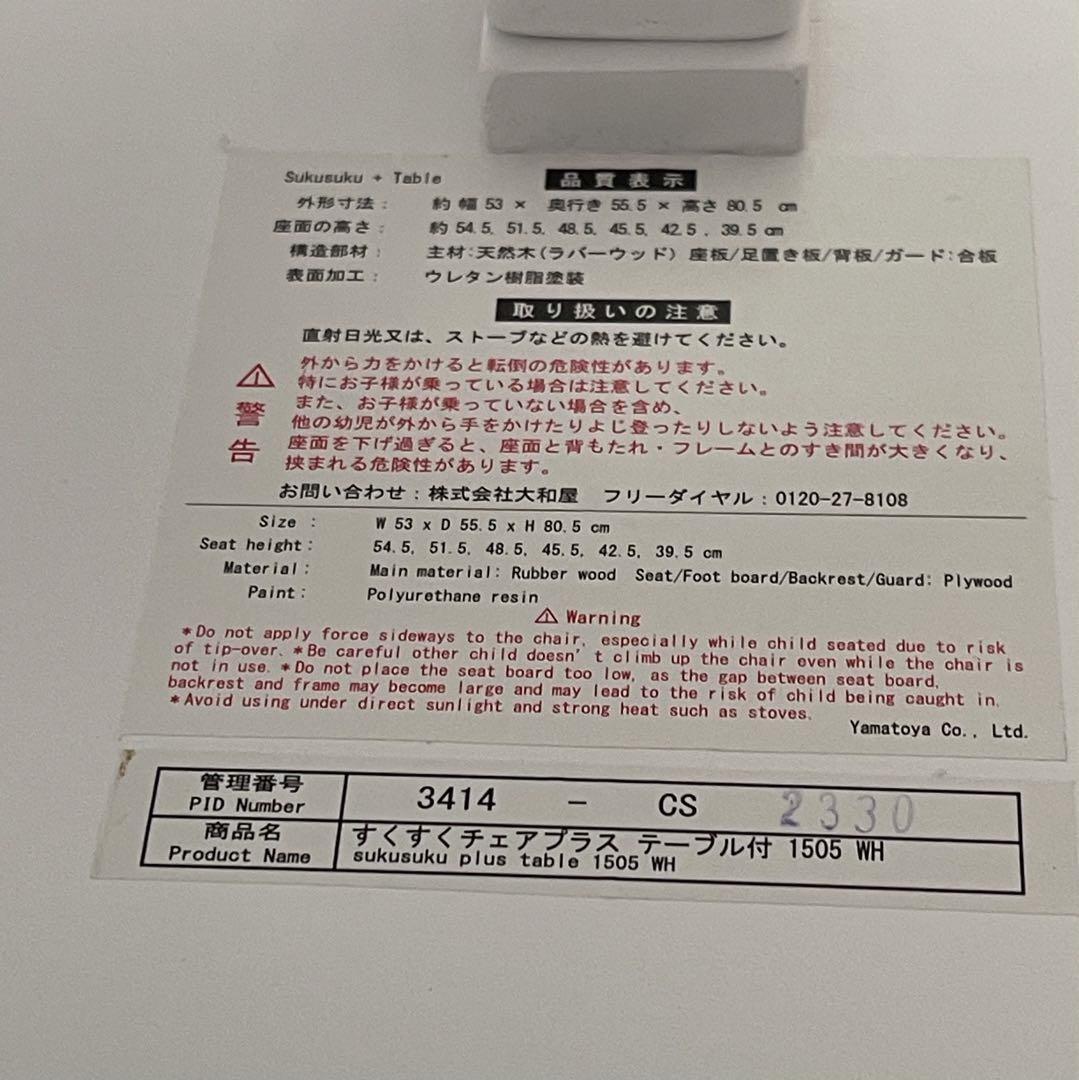 Sukusuku + Table 品質表示
外形寸法： 約 幅 53 × 奥行き 55.5 × 高さ 80.5 cm
座面の高さ： 約 54.5, 51.5, 48.5, 45.5, 42.5 , 39.5 cm
構造部材： 主材:天然木(ラバーウッド) 座板/足置き板/背板/ガード:合板
表面加工： ウレタン樹脂塗装
取り扱いの注意
直射日光又は、ストーブなどの熱を避けてください。
警告
外から力をかけると転倒の危険性があります。
特にお子様が乗っている場合は注意してください。
また、お子様が乗っていない場合を含め、
他の幼児が外から手をかけたりよじ登ったりしないよう注意してください。
座面を下げ過ぎると、座面と背もたれ・フレームとのすき間が大きくなり、
挟まれる危険性があります。
お問い合わせ：株式会社大和屋 フリーダイヤル：0120-27-8108
Size : W 53 x D 55.5 x H 80.5 cm
Seat height: 54.5, 51.5, 48.5, 45.5, 42.5, 39.5 cm
Material : Main material: Rubber wood Seat/Foot board/Backrest/Guard: Plywood
Paint: Polyurethane resin
⚠ Warning
*Do not apply force sideways to the chair, especially while child seated due to risk
of tip-over. *Be careful other child doesn't climb up the chair even while the chair is
not in use. *Do not place the seat board too low, as the gap between seat board,
backrest and frame may become large and may lead to the risk of child being caught in.
*Avoid using under direct sunlight and strong heat such as stoves.
Yamatoya Co., Ltd.
管理番号
PID Number
3414 - CS 2330
商品名
Product Name
すくすくチェアプラス テーブル付 1505 WH
sukusuku plus table 1505 WH